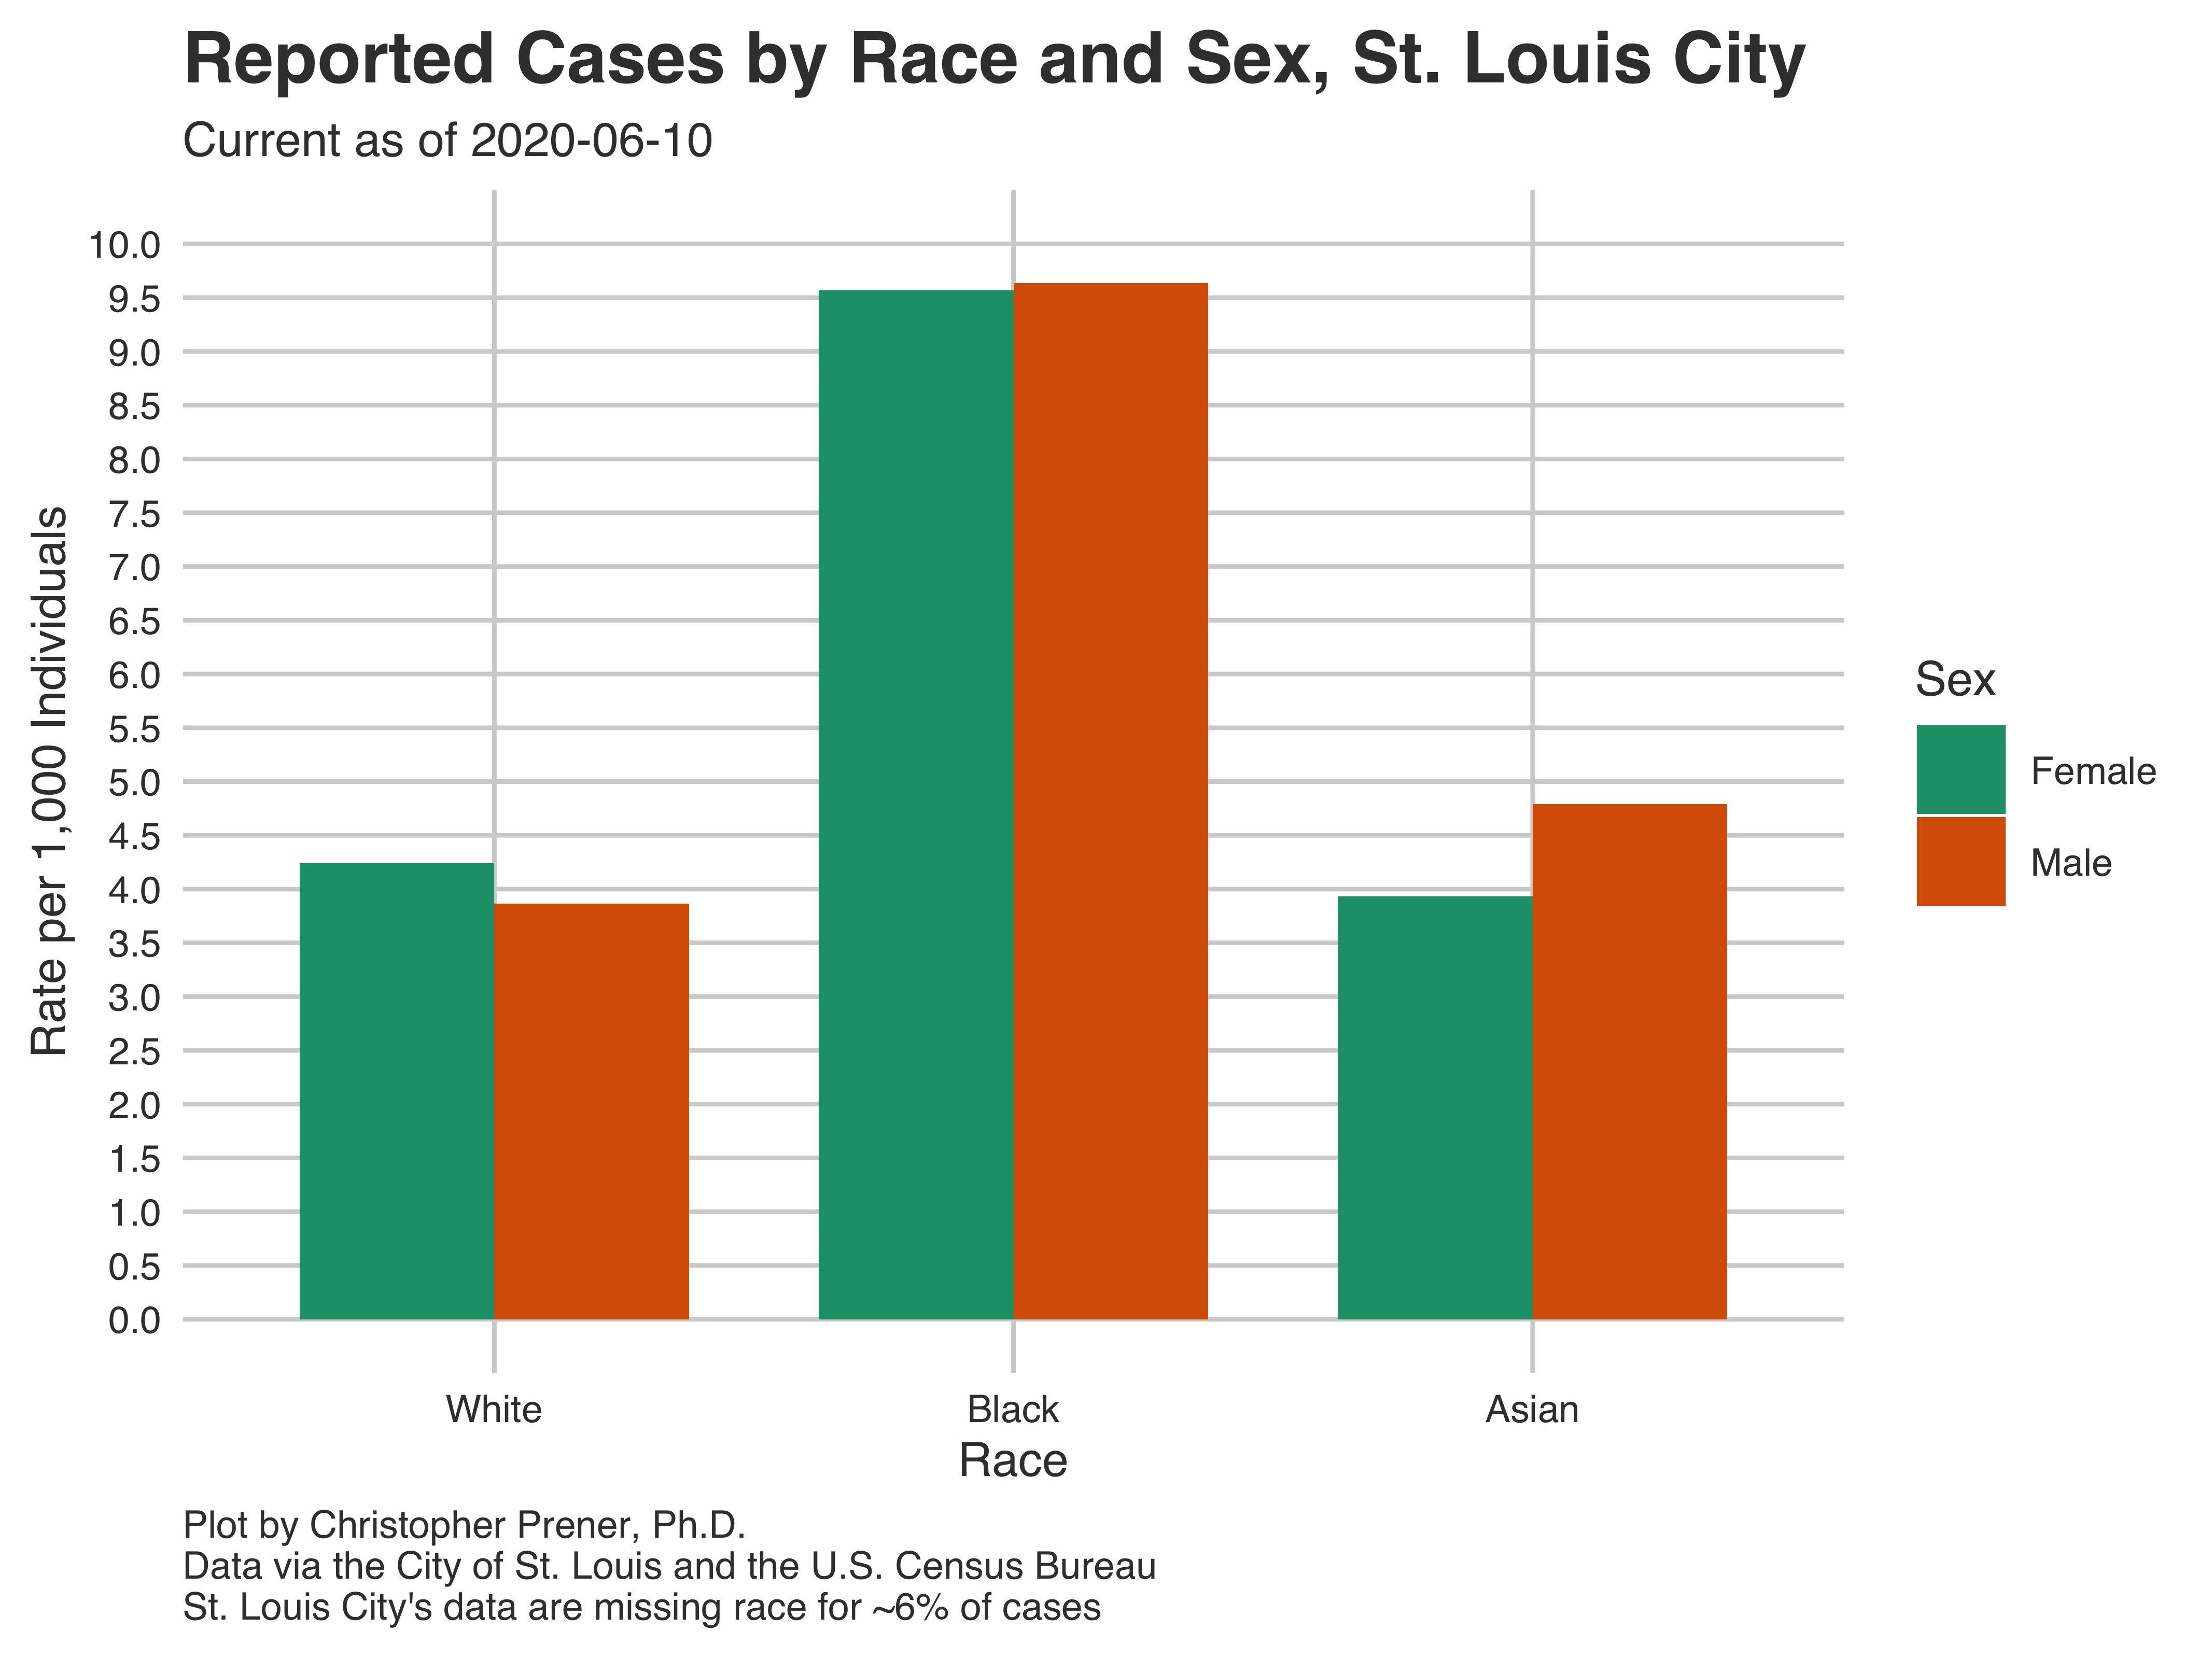 Reported Cases by Race and Sex, St. Louis City
Current as of 2020-06-10
Rate per 1,000 Individuals
10.0
9.5
9.0
8.5
8.0
7.5
7.0
6.5
6.0
5.5
5.0
4.5
4.0
3.5
3.0
2.5
2.0
1.5
1.0
0.5
0.0
White
Black
Asian
Race
Sex
Female
Male
Plot by Christopher Prener, Ph.D.
Data via the City of St. Louis and the U.S. Census Bureau
St. Louis City's data are missing race for ~6% of cases